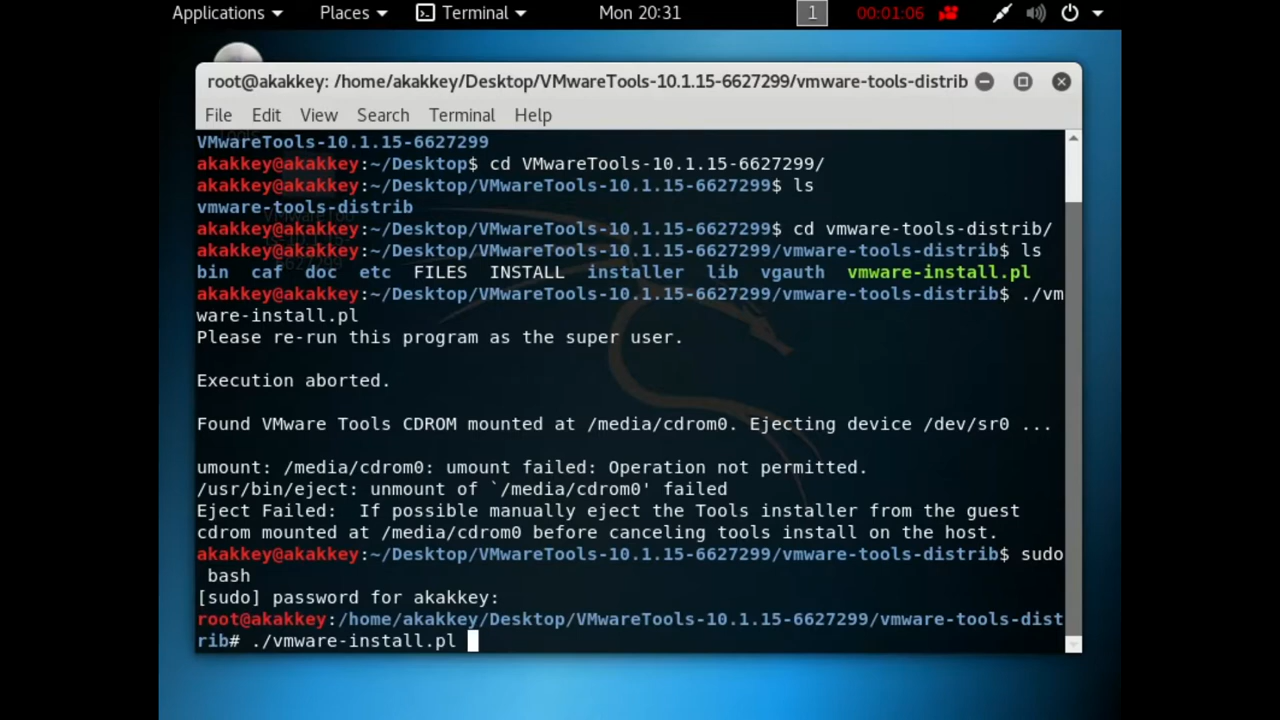 Applications Places Terminal Mon 20:31 1 00:01:06
root@akakkey: /home/akakkey/Desktop/VMwareTools-10.1.15-6627299/vmware-tools-distrib
File Edit View Search Terminal Help
VMwareTools-10.1.15-6627299
akakkey@akakkey:~/Desktop$ cd VMwareTools-10.1.15-6627299/
akakkey@akakkey:~/Desktop/VMwareTools-10.1.15-6627299$ ls
vmware-tools-distrib
akakkey@akakkey:~/Desktop/VMwareTools-10.1.15-6627299$ cd vmware-tools-distrib/
akakkey@akakkey:~/Desktop/VMwareTools-10.1.15-6627299/vmware-tools-distrib$ ls
bin caf doc etc FILES INSTALL installer lib vgauth vmware-install.pl
akakkey@akakkey:~/Desktop/VMwareTools-10.1.15-6627299/vmware-tools-distrib$ ./vm
ware-install.pl
Please re-run this program as the super user.
Execution aborted.
Found VMware Tools CDROM mounted at /media/cdrom0. Ejecting device /dev/sr0 ...
umount: /media/cdrom0: umount failed: Operation not permitted.
/usr/bin/eject: unmount of `/media/cdrom0' failed
Eject Failed:  If possible manually eject the Tools installer from the guest
cdrom mounted at /media/cdrom0 before canceling tools install on the host.
akakkey@akakkey:~/Desktop/VMwareTools-10.1.15-6627299/vmware-tools-distrib$ sudo
bash
[sudo] password for akakkey:
root@akakkey:/home/akakkey/Desktop/VMwareTools-10.1.15-6627299/vmware-tools-dist
rib# ./vmware-install.pl